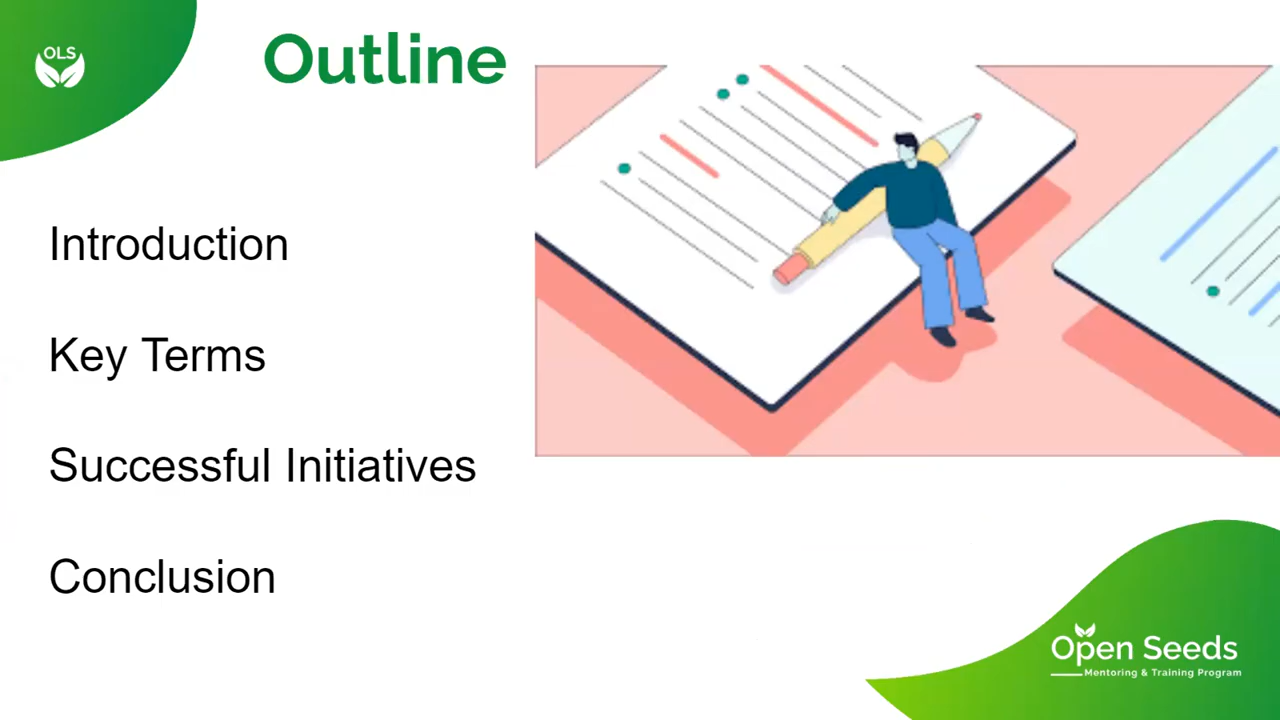 OLS
Outline
Introduction
Key Terms
Successful Initiatives
Conclusion
Open Seeds
Mentoring & Training Program